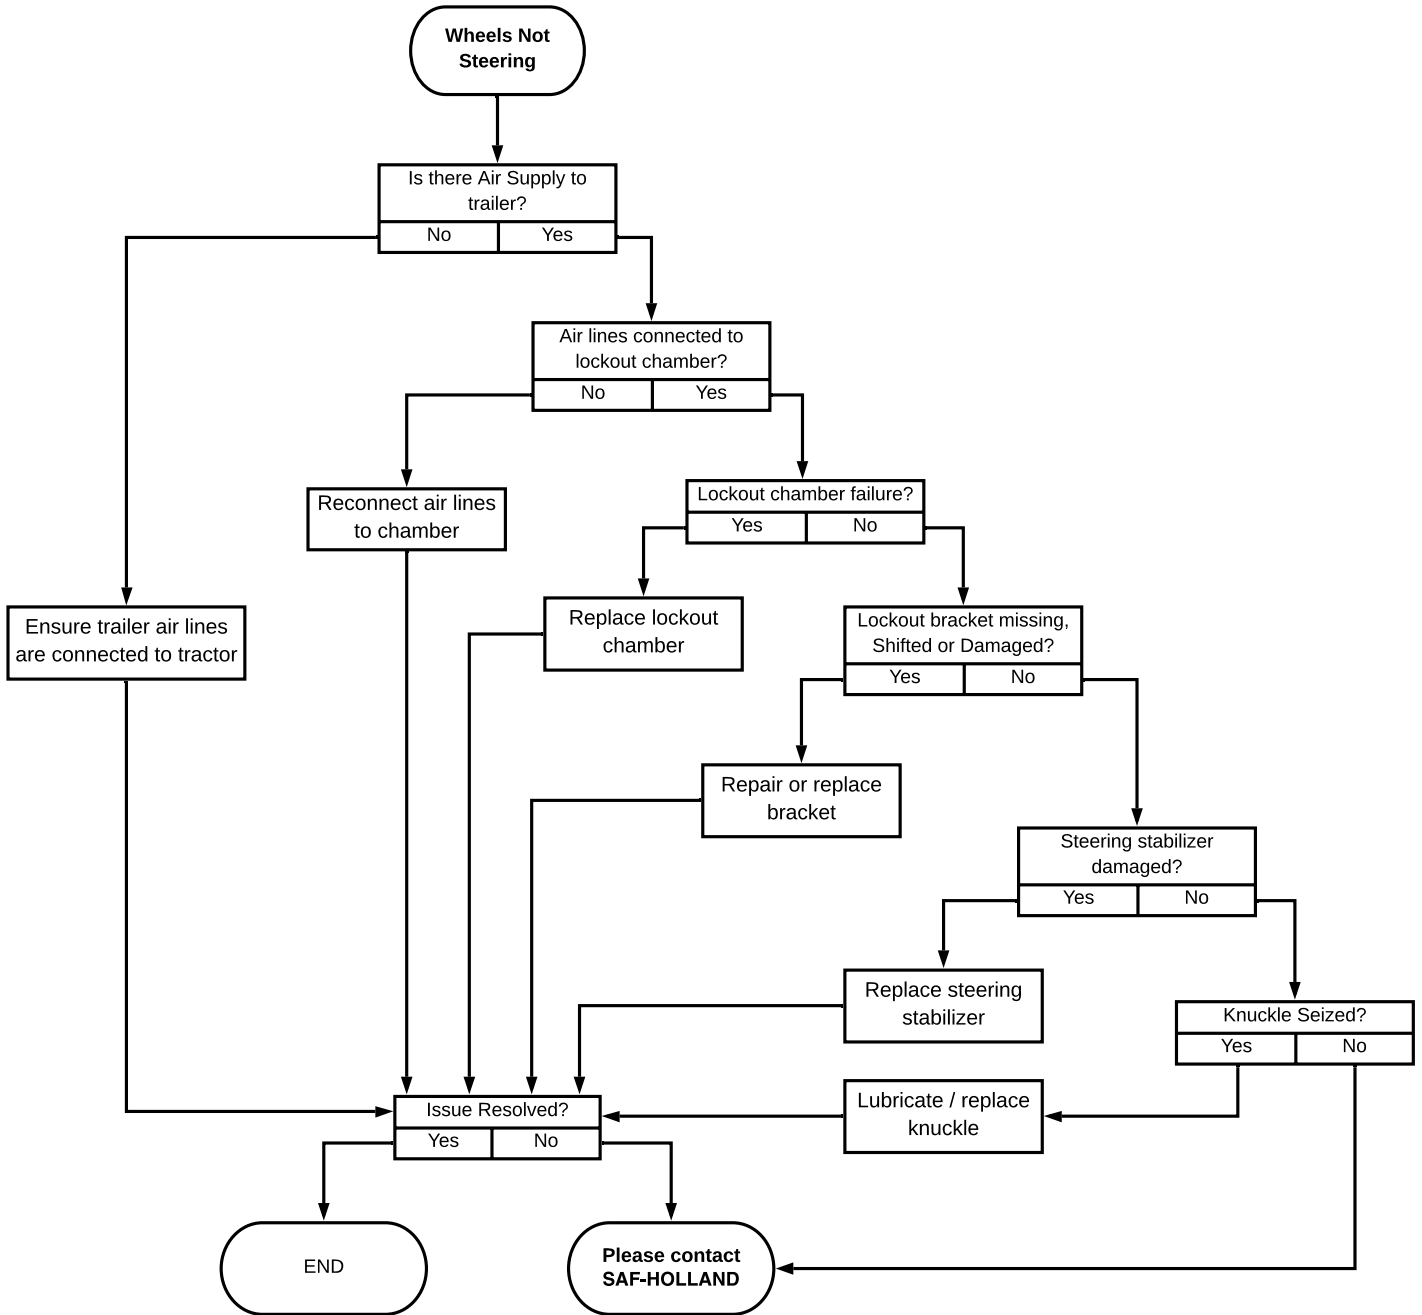 Wheels Not
Steering
Is there Air Supply to
trailer?
No Yes
Air lines connected to
lockout chamber?
No Yes
Lockout chamber failure?
Yes No
Reconnect air lines
to chamber
Replace lockout
chamber
Lockout bracket missing,
Shifted or Damaged?
Yes No
Ensure trailer air lines
are connected to tractor
Repair or replace
bracket
Steering stabilizer
damaged?
Yes No
Replace steering
stabilizer
Knuckle Seized?
Yes No
Lubricate / replace
knuckle
Issue Resolved?
Yes No
END
Please contact
SAF-HOLLAND